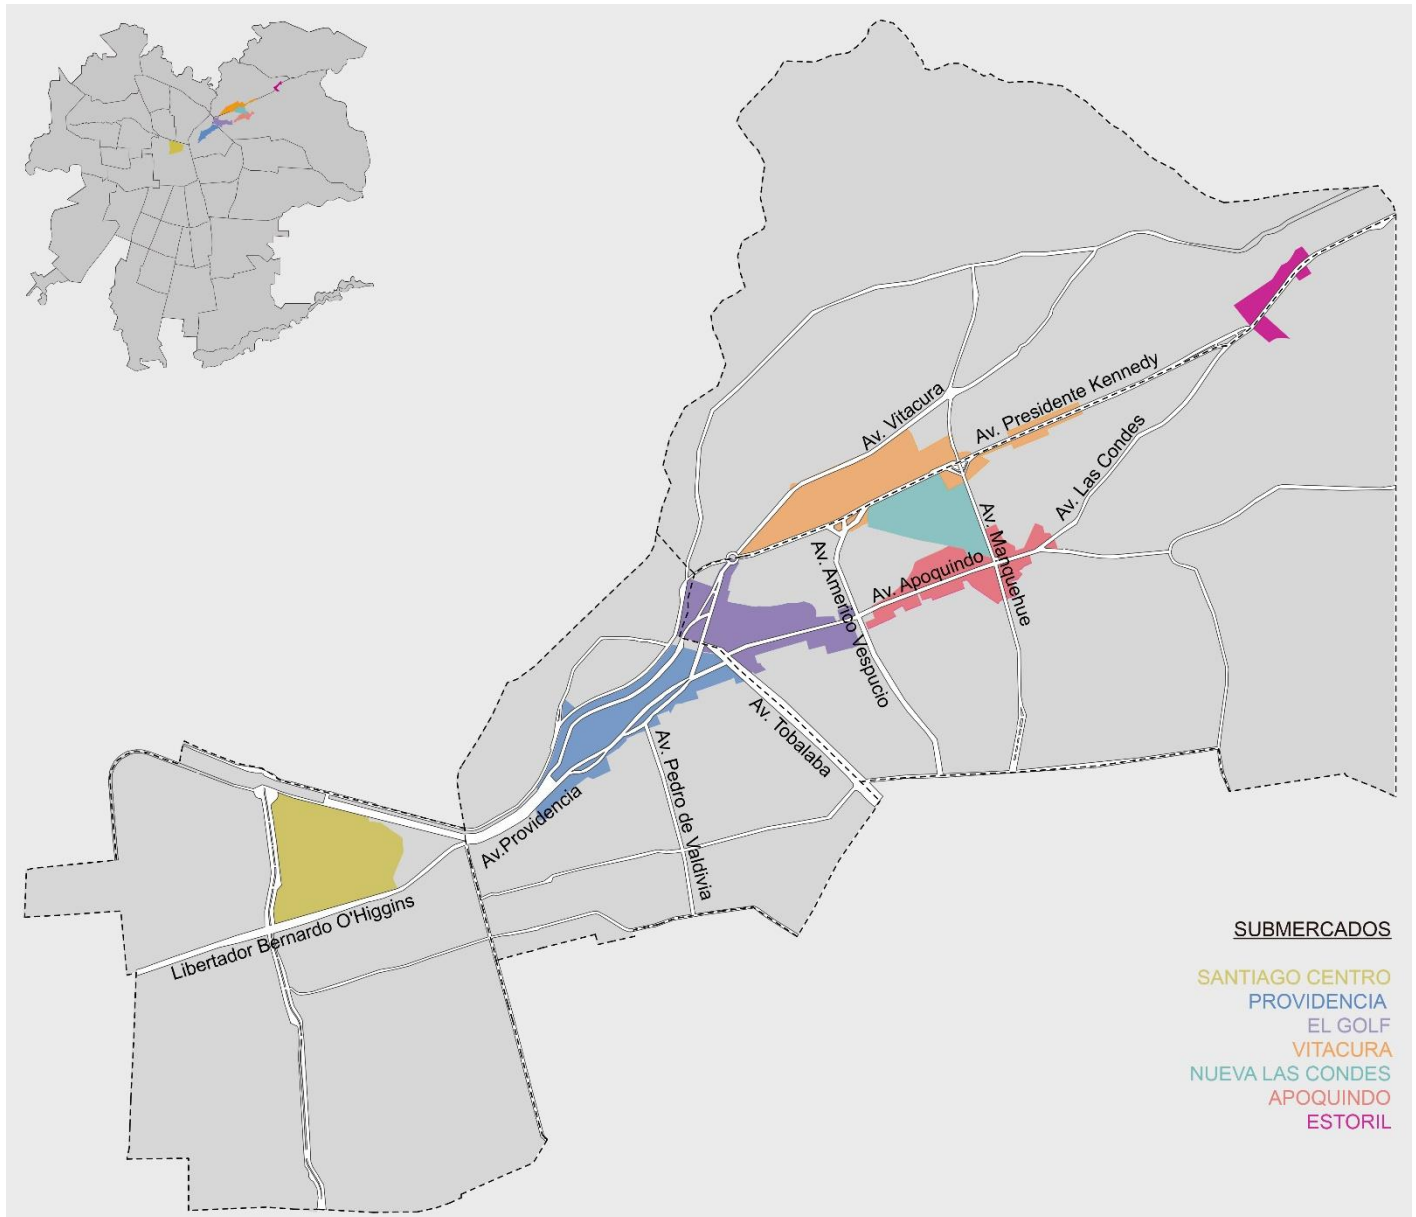 Av. Vitacura
Av. Presidente Kennedy
Av. Las Condes
Av. Manquehue
Av. Apoquindo
Av. Americo Vespucio
Av. Tobalaba
Av. Pedro de Valdivia
Av.Providencia
Libertador Bernardo O'Higgins
SUBMERCADOS
SANTIAGO CENTRO
PROVIDENCIA
EL GOLF
VITACURA
NUEVA LAS CONDES
APOQUINDO
ESTORIL